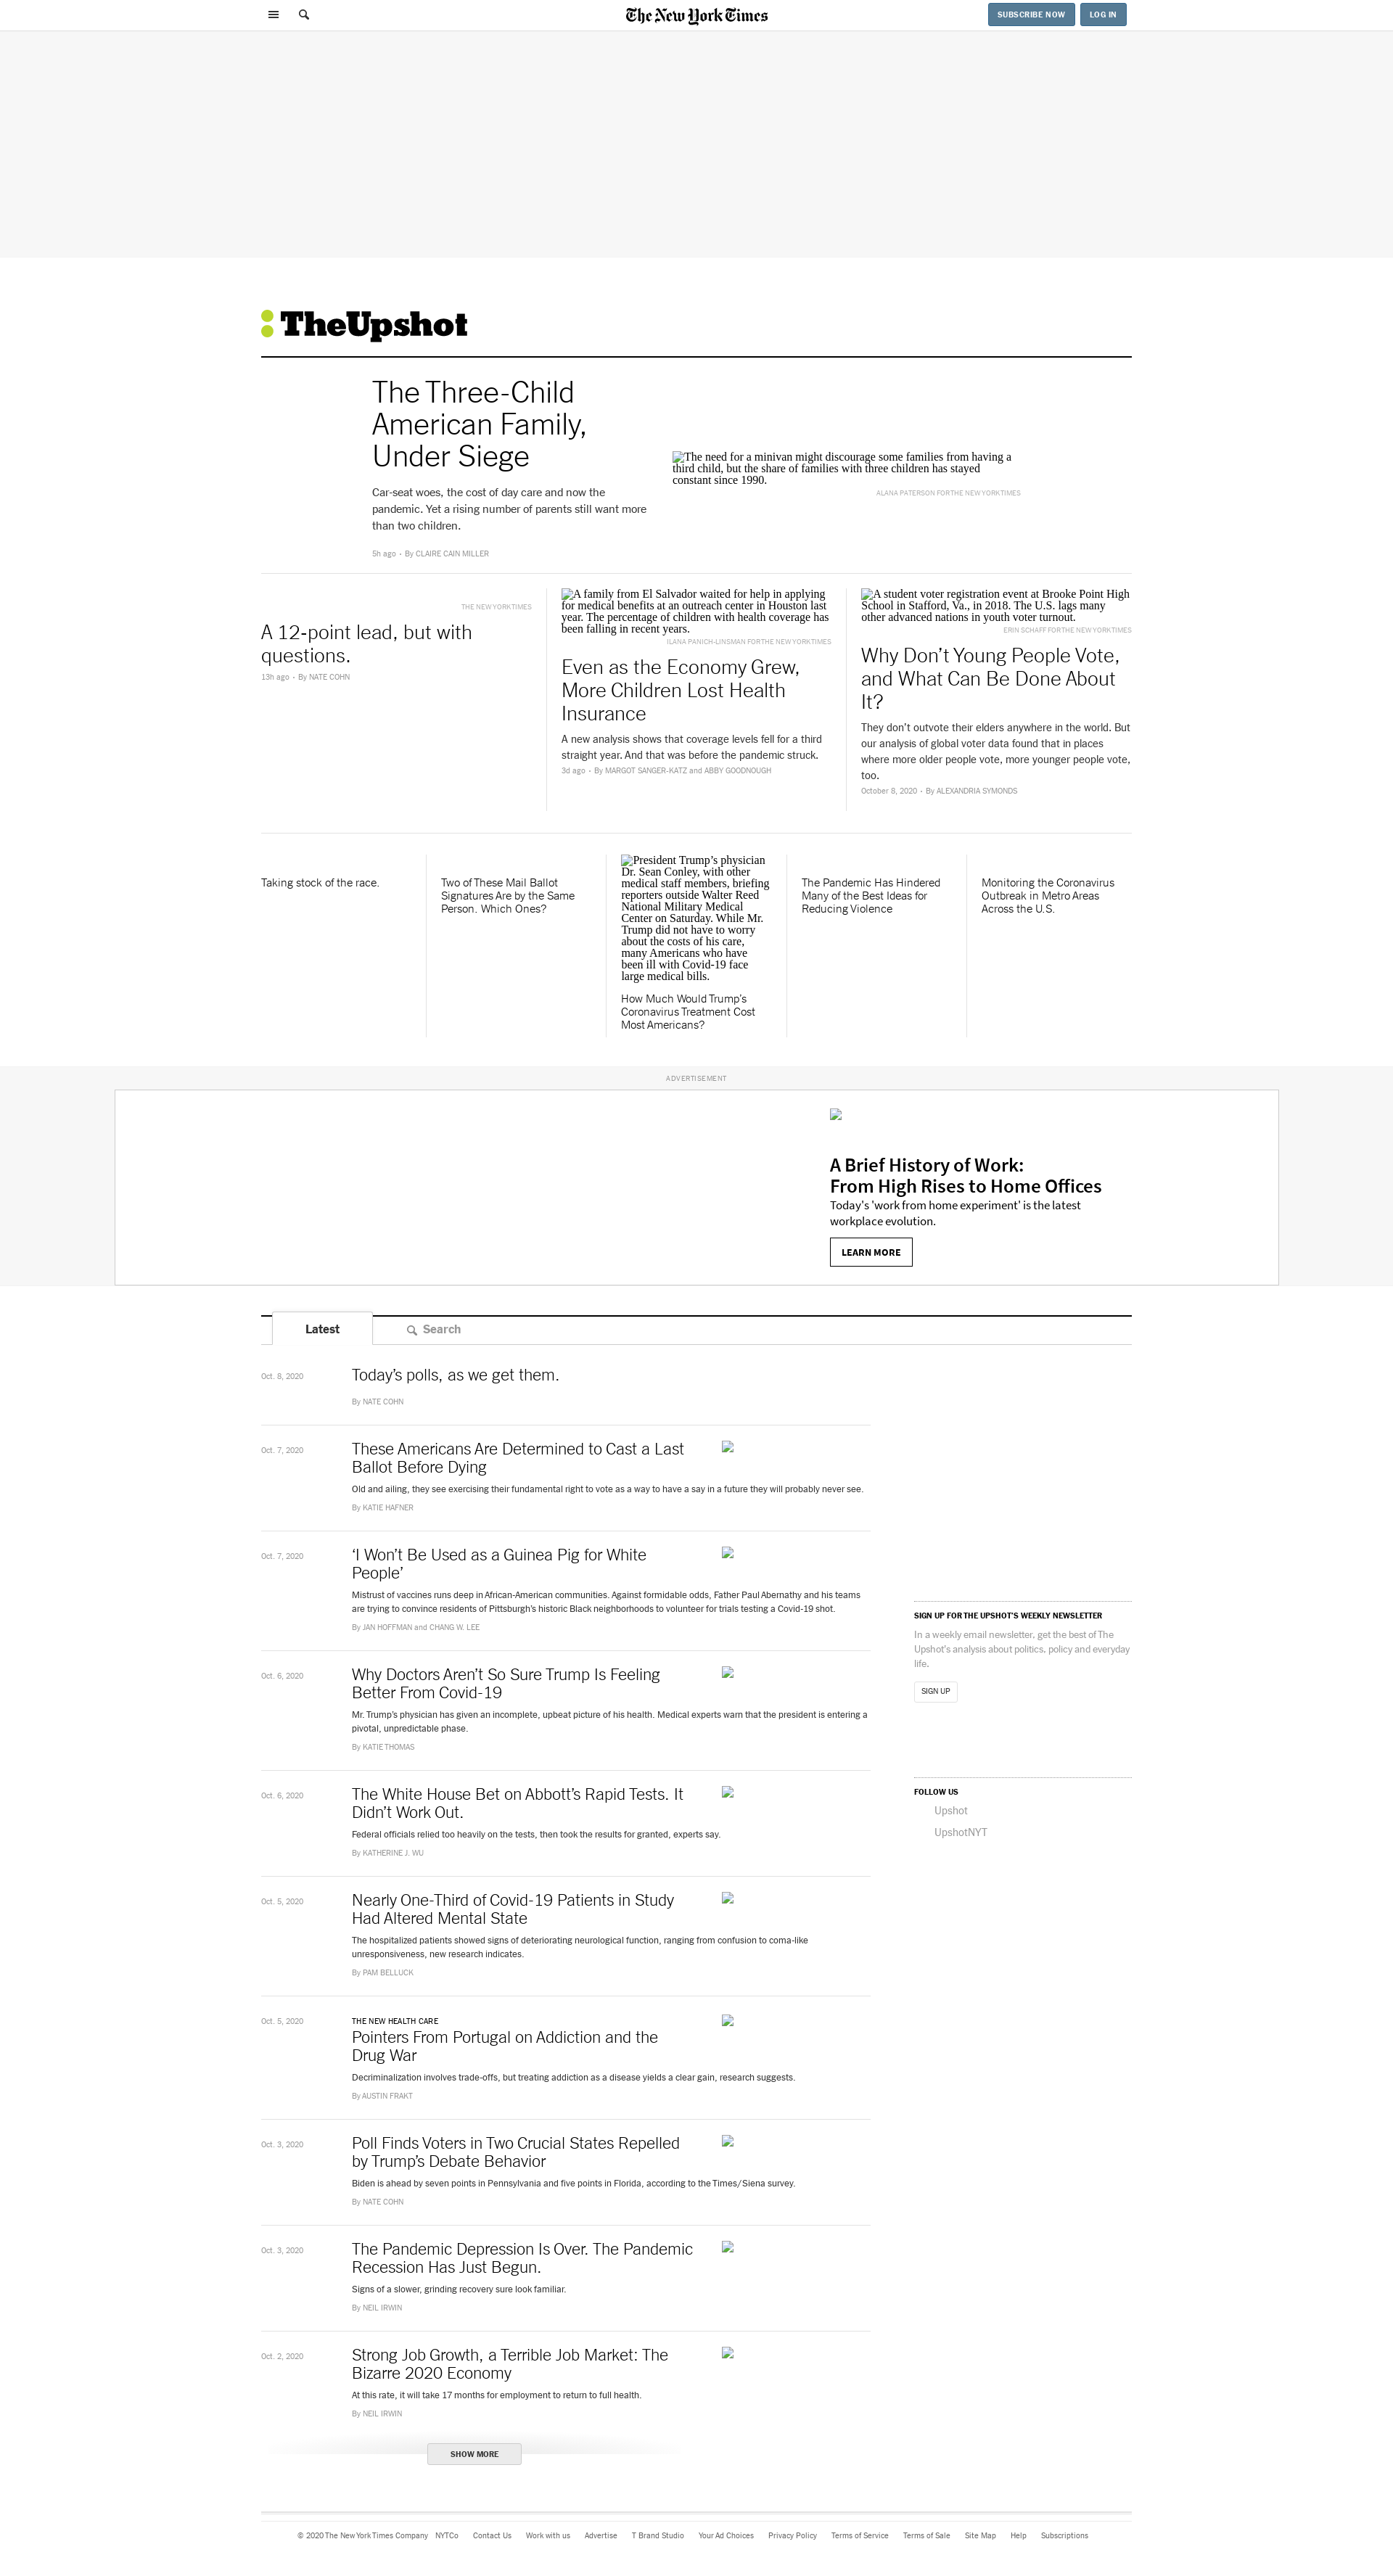 The New York Times
SUBSCRIBE NOW
LOG IN
TheUpshot
The Three-Child
American Family,
Under Siege
Car-seat woes, the cost of day care and now the
pandemic. Yet a rising number of parents still want more
than two children.
5h ago • By CLAIRE CAIN MILLER
The need for a minivan might discourage some families from having a
third child, but the share of families with three children has stayed
constant since 1990.
ALANA PATERSON FOR THE NEW YORK TIMES
THE NEW YORK TIMES
A 12-point lead, but with
questions.
13h ago • By NATE COHN
A family from El Salvador waited for help in applying
for medical benefits at an outreach center in Houston last
year. The percentage of children with health coverage has
been falling in recent years.
ILANA PANICH-LINSMAN FOR THE NEW YORK TIMES
Even as the Economy Grew,
More Children Lost Health
Insurance
A new analysis shows that coverage levels fell for a third
straight year. And that was before the pandemic struck.
3d ago • By MARGOT SANGER-KATZ and ABBY GOODNOUGH
A student voter registration event at Brooke Point High
School in Stafford, Va., in 2018. The U.S. lags many
other advanced nations in youth voter turnout.
ERIN SCHAFF FOR THE NEW YORK TIMES
Why Don’t Young People Vote,
and What Can Be Done About
It?
They don’t outvote their elders anywhere in the world. But
our analysis of global voter data found that in places
where more older people vote, more younger people vote,
too.
October 8, 2020 • By ALEXANDRIA SYMONDS
Taking stock of the race.
Two of These Mail Ballot
Signatures Are by the Same
Person. Which Ones?
President Trump’s physician
Dr. Sean Conley, with other
medical staff members, briefing
reporters outside Walter Reed
National Military Medical
Center on Saturday. While Mr.
Trump did not have to worry
about the costs of his care,
many Americans who have
been ill with Covid-19 face
large medical bills.
How Much Would Trump’s
Coronavirus Treatment Cost
Most Americans?
The Pandemic Has Hindered
Many of the Best Ideas for
Reducing Violence
Monitoring the Coronavirus
Outbreak in Metro Areas
Across the U.S.
ADVERTISEMENT
A Brief History of Work:
From High Rises to Home Offices
Today's 'work from home experiment' is the latest
workplace evolution.
LEARN MORE
Latest
Search
Oct. 8, 2020
Today’s polls, as we get them.
By NATE COHN
Oct. 7, 2020
These Americans Are Determined to Cast a Last
Ballot Before Dying
Old and ailing, they see exercising their fundamental right to vote as a way to have a say in a future they will probably never see.
By KATIE HAFNER
Oct. 7, 2020
‘I Won’t Be Used as a Guinea Pig for White
People’
Mistrust of vaccines runs deep in African-American communities. Against formidable odds, Father Paul Abernathy and his teams
are trying to convince residents of Pittsburgh’s historic Black neighborhoods to volunteer for trials testing a Covid-19 shot.
By JAN HOFFMAN and CHANG W. LEE
Oct. 6, 2020
Why Doctors Aren’t So Sure Trump Is Feeling
Better From Covid-19
Mr. Trump’s physician has given an incomplete, upbeat picture of his health. Medical experts warn that the president is entering a
pivotal, unpredictable phase.
By KATIE THOMAS
Oct. 6, 2020
The White House Bet on Abbott’s Rapid Tests. It
Didn’t Work Out.
Federal officials relied too heavily on the tests, then took the results for granted, experts say.
By KATHERINE J. WU
Oct. 5, 2020
Nearly One-Third of Covid-19 Patients in Study
Had Altered Mental State
The hospitalized patients showed signs of deteriorating neurological function, ranging from confusion to coma-like
unresponsiveness, new research indicates.
By PAM BELLUCK
Oct. 5, 2020
THE NEW HEALTH CARE
Pointers From Portugal on Addiction and the
Drug War
Decriminalization involves trade-offs, but treating addiction as a disease yields a clear gain, research suggests.
By AUSTIN FRAKT
Oct. 3, 2020
Poll Finds Voters in Two Crucial States Repelled
by Trump’s Debate Behavior
Biden is ahead by seven points in Pennsylvania and five points in Florida, according to the Times/Siena survey.
By NATE COHN
Oct. 3, 2020
The Pandemic Depression Is Over. The Pandemic
Recession Has Just Begun.
Signs of a slower, grinding recovery sure look familiar.
By NEIL IRWIN
Oct. 2, 2020
Strong Job Growth, a Terrible Job Market: The
Bizarre 2020 Economy
At this rate, it will take 17 months for employment to return to full health.
By NEIL IRWIN
SHOW MORE
SIGN UP FOR THE UPSHOT’S WEEKLY NEWSLETTER
In a weekly email newsletter, get the best of The
Upshot’s analysis about politics, policy and everyday
life.
SIGN UP
FOLLOW US
Upshot
UpshotNYT
© 2020 The New York Times Company NYTCo Contact Us Work with us Advertise T Brand Studio Your Ad Choices Privacy Policy Terms of Service Terms of Sale Site Map Help Subscriptions